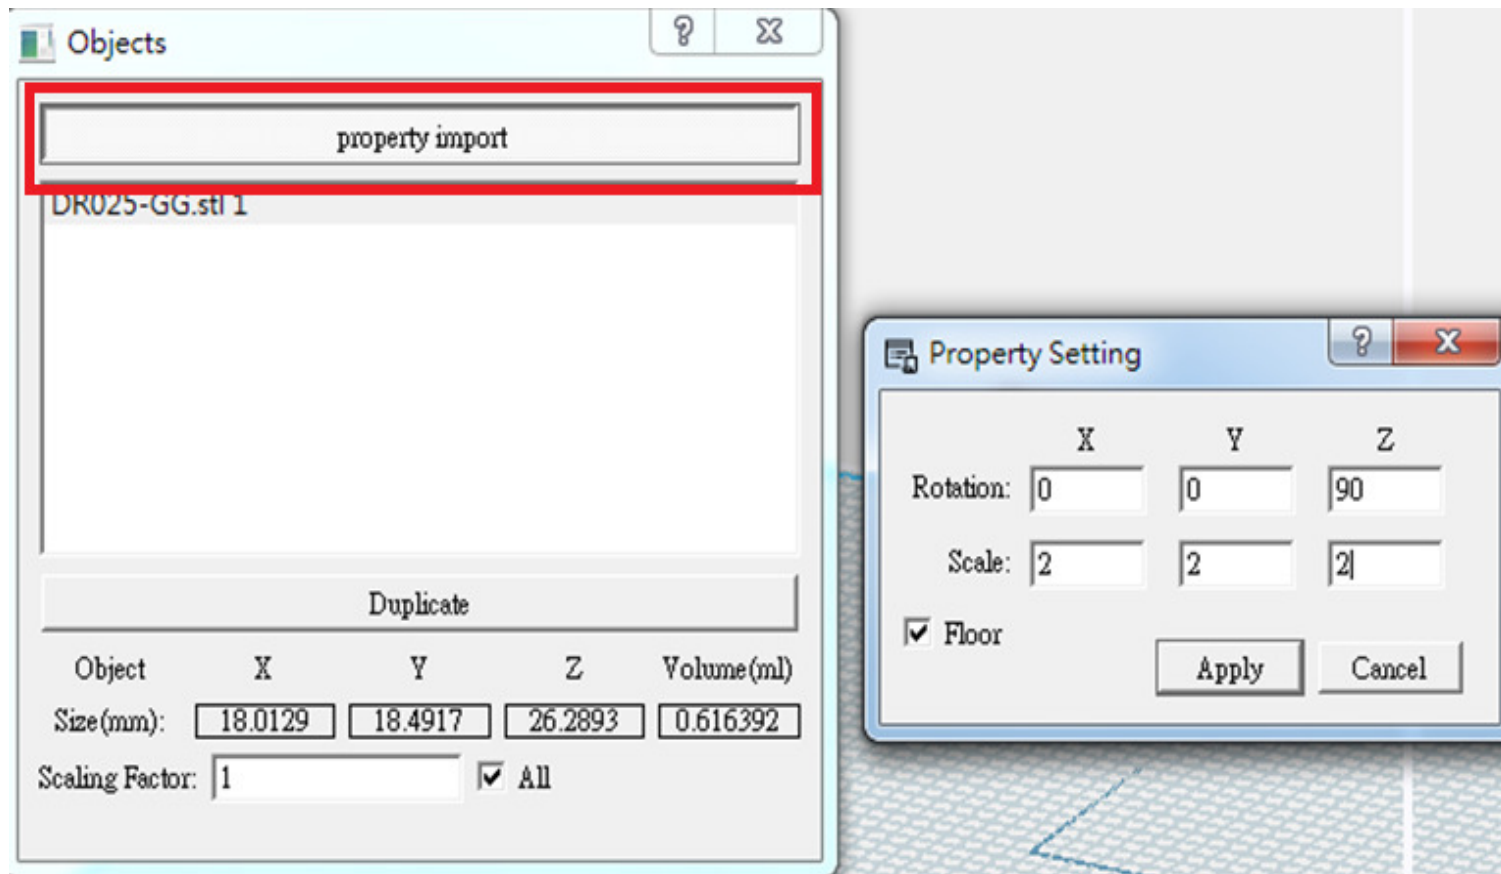 Objects
property import
DR025-GG.stl 1
Duplicate
Object X Y Z Volume(ml)
Size(mm): 18.0129 18.4917 26.2893 0.616392
Scaling Factor: 1 All
Property Setting
X Y Z
Rotation: 0 0 90
Scale: 2 2 2
Floor
Apply Cancel